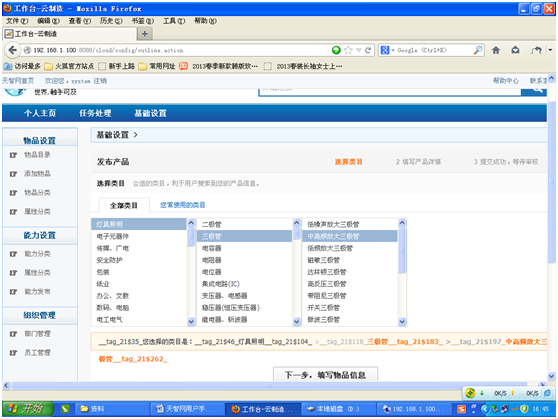 工作台-云制造 - Mozilla Firefox
文件(F) 编辑(E) 查看(V) 历史(S) 书签(B) 工具(T) 帮助(H)
工作台-云制造 +
192.168.1.100:8080/cloud/config/outline.action
Google <Ctrl+K>
访问最多 火狐官方站点 新手上路 常用网址 2013春季新款韩版玫… 2013春装长袖女士上…
天智网首页 欢迎您, system 注销 帮助中心 联系客
世界, 触手可及
个人主页 任务处理 基础设置
物品设置
物品目录
添加物品
物品分类
属性分类
能力设置
能力分类
属性分类
能力发布
组织管理
部门管理
员工管理
基础设置 >
发布产品 选择类目 2 填写产品详情 3 提交成功, 等待审核
选择类目 合适的类目, 利于用户搜索到您的产品信息。
全部类目 您常使用的类目
灯具照明 二极管 低噪声放大三极管
电子元器件 三极管 中高频放大三极管
传媒、广电 电容器 低频放大三极管
安全防护 电阻器 磁敏三极管
包装 电位器 达林顿三极管
纸业 集成电路(IC) 高反压三极管
办公、文教 变压器、电感器 带阻尼三极管
数码、电脑 稳压器(恒压变压器) 开关三极管
电工电气 继电器、斩波器 微波三极管
__tag_21$35_您选择的类目是：__tag_21$46_灯具照明__tag_21$104_ >__tag_21$118_三极管__tag_21$183_ >__tag_21$197_中高频放大三
极管__tag_21$262_
下一步，填写物品信息
0K/S 0K/S
开始 资料 天智网用户手... 工作台-云制造 ... 本地磁盘 (D:) 192.168.1.100... 16:45